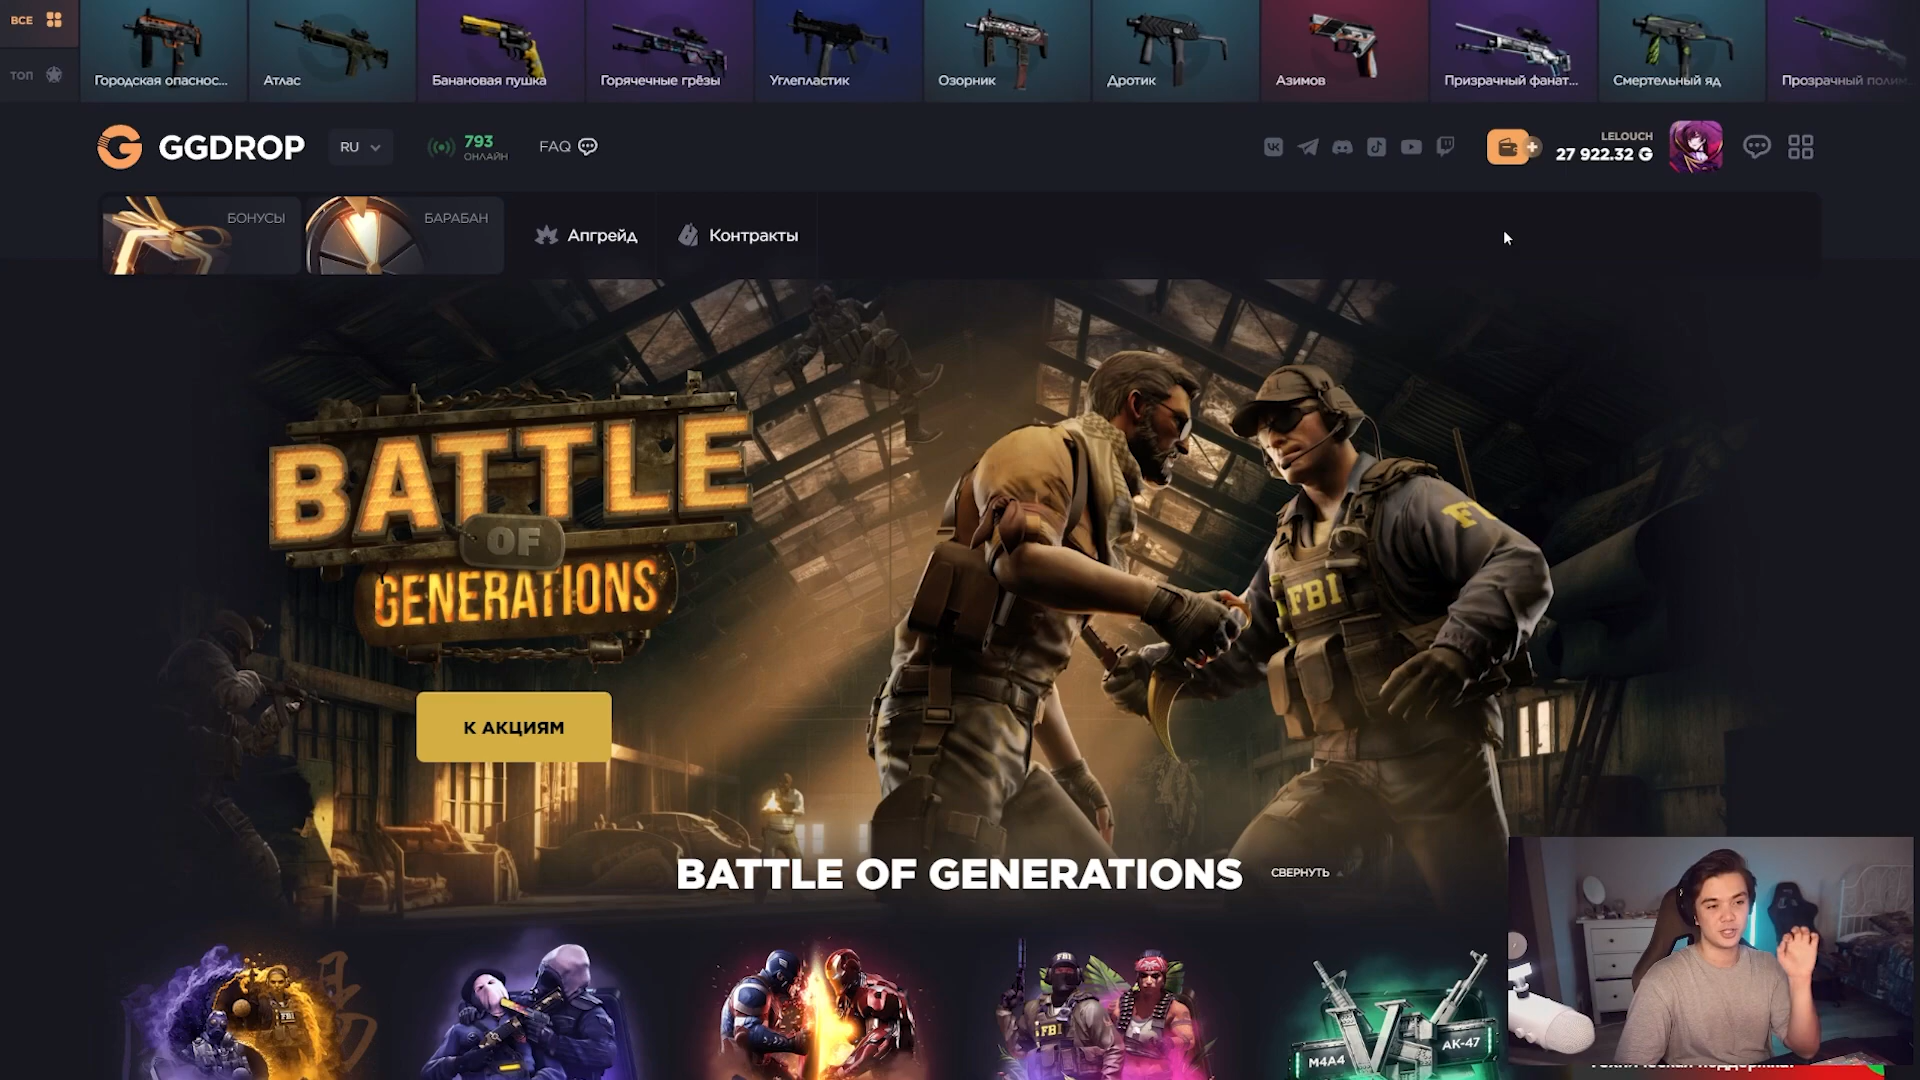 ВСЕ
ТОП
Городская опаснос...
Атлас
Банановая пушка
Горячечные грёзы
Углепластик
Озорник
Дротик
Азимов
Призрачный фанат...
Смертельный яд
Прозрачный полим...
GGDROP
RU
793
ОНЛАЙН
FAQ
LELOUCH
27 922.32 G
БОНУСЫ
БАРАБАН
Апгрейд
Контракты
BATTLE
OF
GENERATIONS
FBI
К АКЦИЯМ
BATTLE OF GENERATIONS
СВЕРНУТЬ
FBI
FBI
M4A4
VS
AK-47